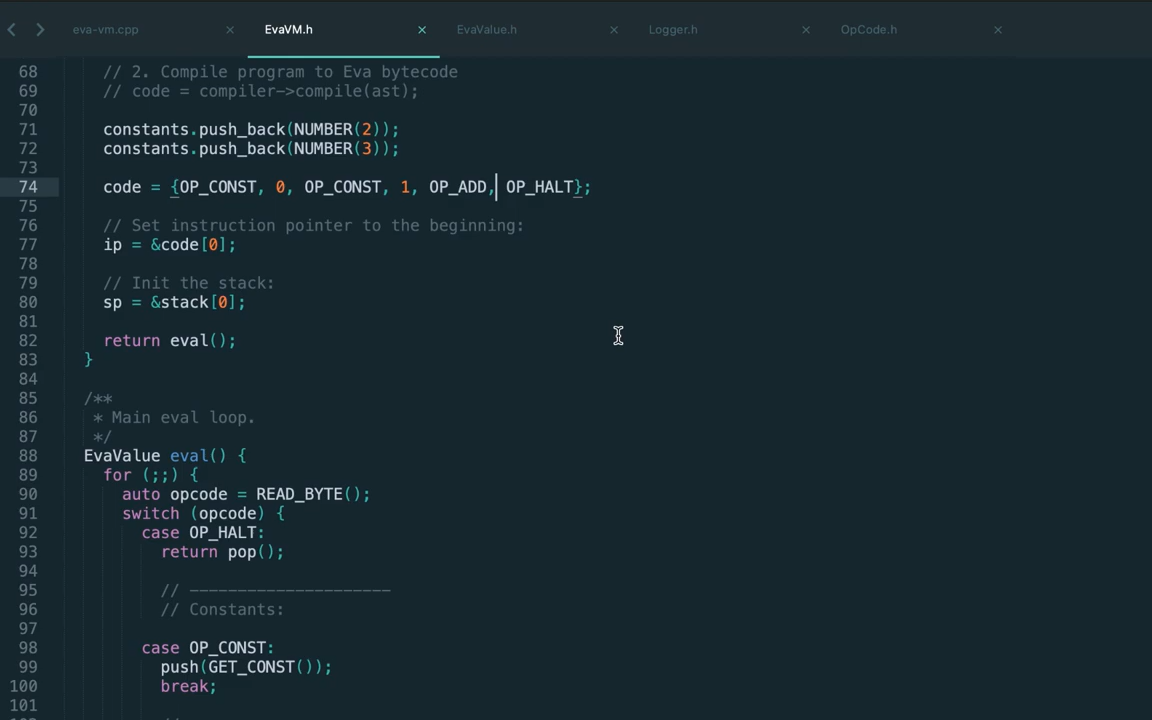 eva-vm.cpp
EvaVM.h
EvaValue.h
Logger.h
OpCode.h
68 // 2. Compile program to Eva bytecode
69 // code = compiler->compile(ast);
70
71 constants.push_back(NUMBER(2));
72 constants.push_back(NUMBER(3));
73
74 code = {OP_CONST, 0, OP_CONST, 1, OP_ADD, OP_HALT};
75
76 // Set instruction pointer to the beginning:
77 ip = &code[0];
78
79 // Init the stack:
80 sp = &stack[0];
81
82 return eval();
83 }
84
85 /**
86 * Main eval loop.
87 */
88 EvaValue eval() {
89 for (;;) {
90 auto opcode = READ_BYTE();
91 switch (opcode) {
92 case OP_HALT:
93 return pop();
94
95 // ---------------------
96 // Constants:
97
98 case OP_CONST:
99 push(GET_CONST());
100 break;
101